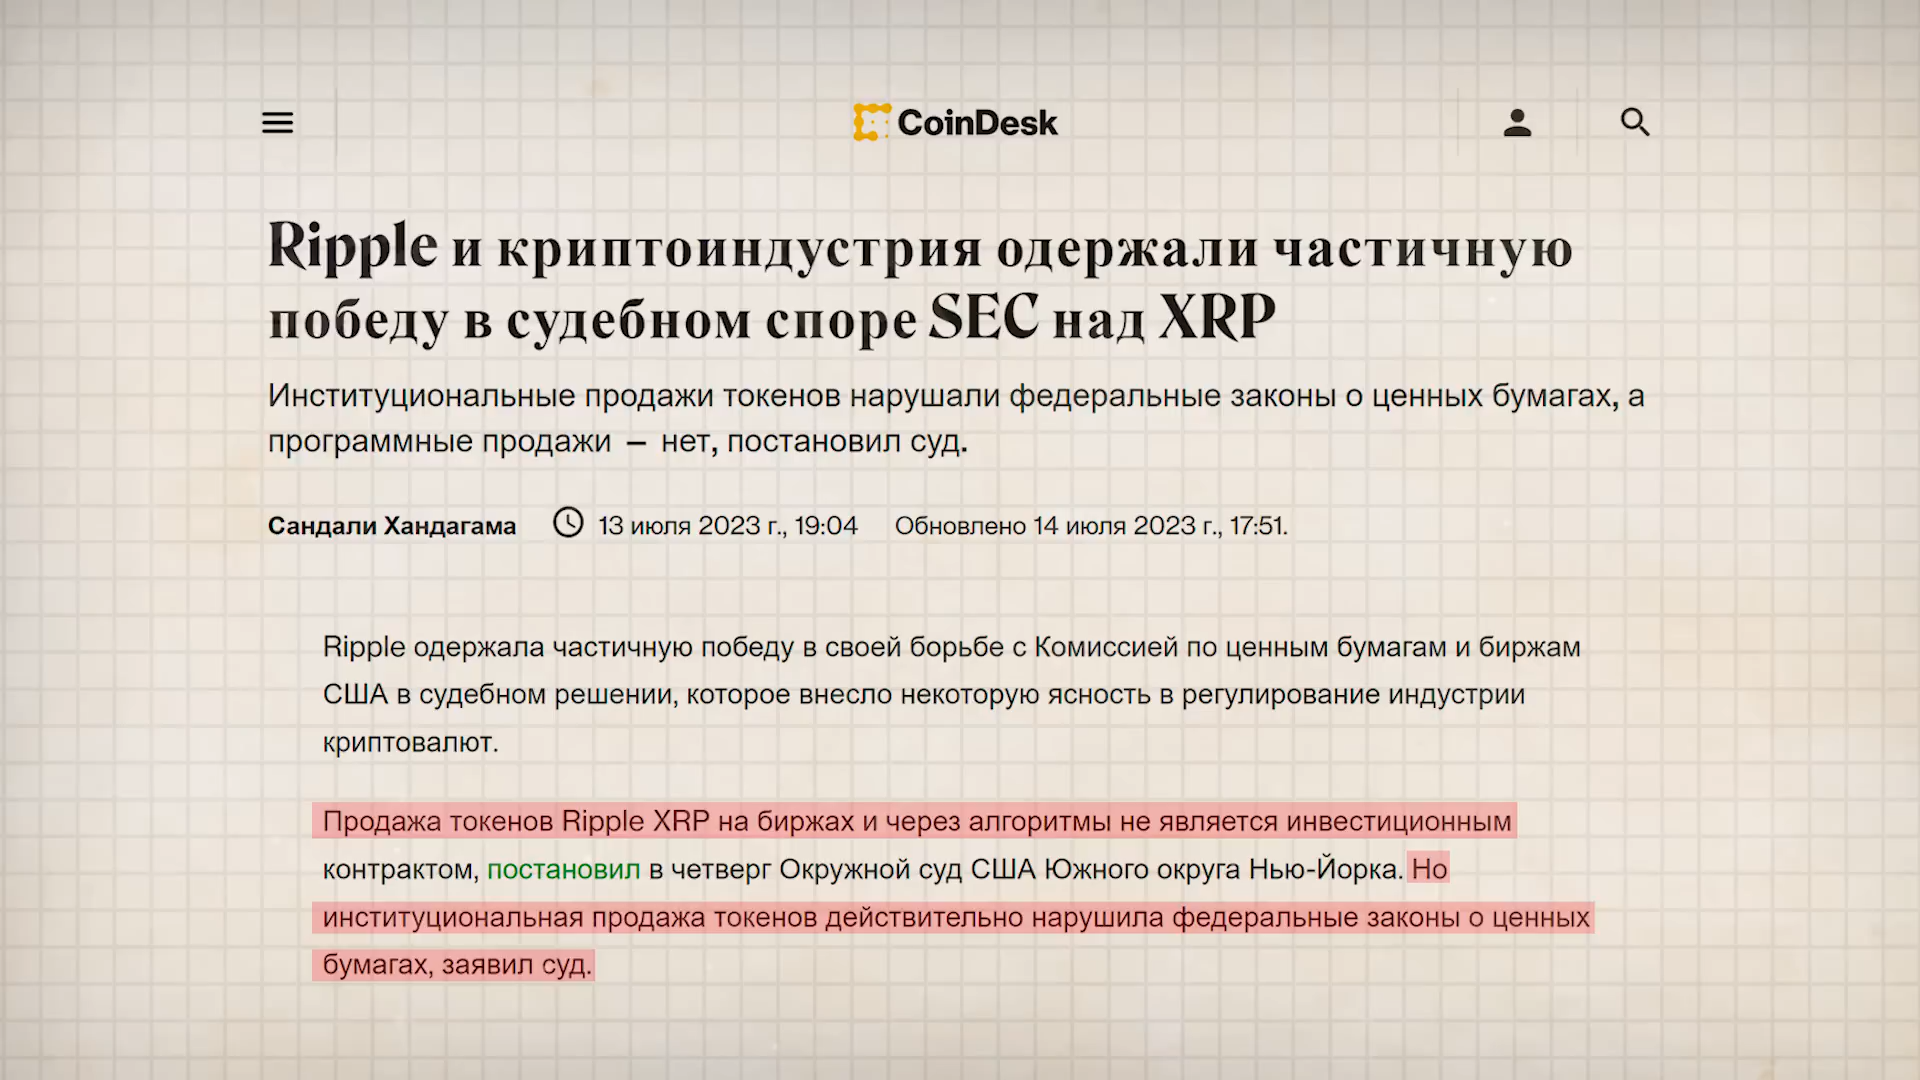 CoinDesk
Ripple и криптоиндустрия одержали частичную
победу в судебном споре SEC над XRP
Институциональные продажи токенов нарушали федеральные законы о ценных бумагах, а
программные продажи — нет, постановил суд.
Сандали Хандагама 13 июля 2023 г., 19:04 Обновлено 14 июля 2023 г., 17:51.
Ripple одержала частичную победу в своей борьбе с Комиссией по ценным бумагам и биржам
США в судебном решении, которое внесло некоторую ясность в регулирование индустрии
криптовалют.
Продажа токенов Ripple XRP на биржах и через алгоритмы не является инвестиционным
контрактом, постановил в четверг Окружной суд США Южного округа Нью-Йорка. Но
институциональная продажа токенов действительно нарушила федеральные законы о ценных
бумагах, заявил суд.